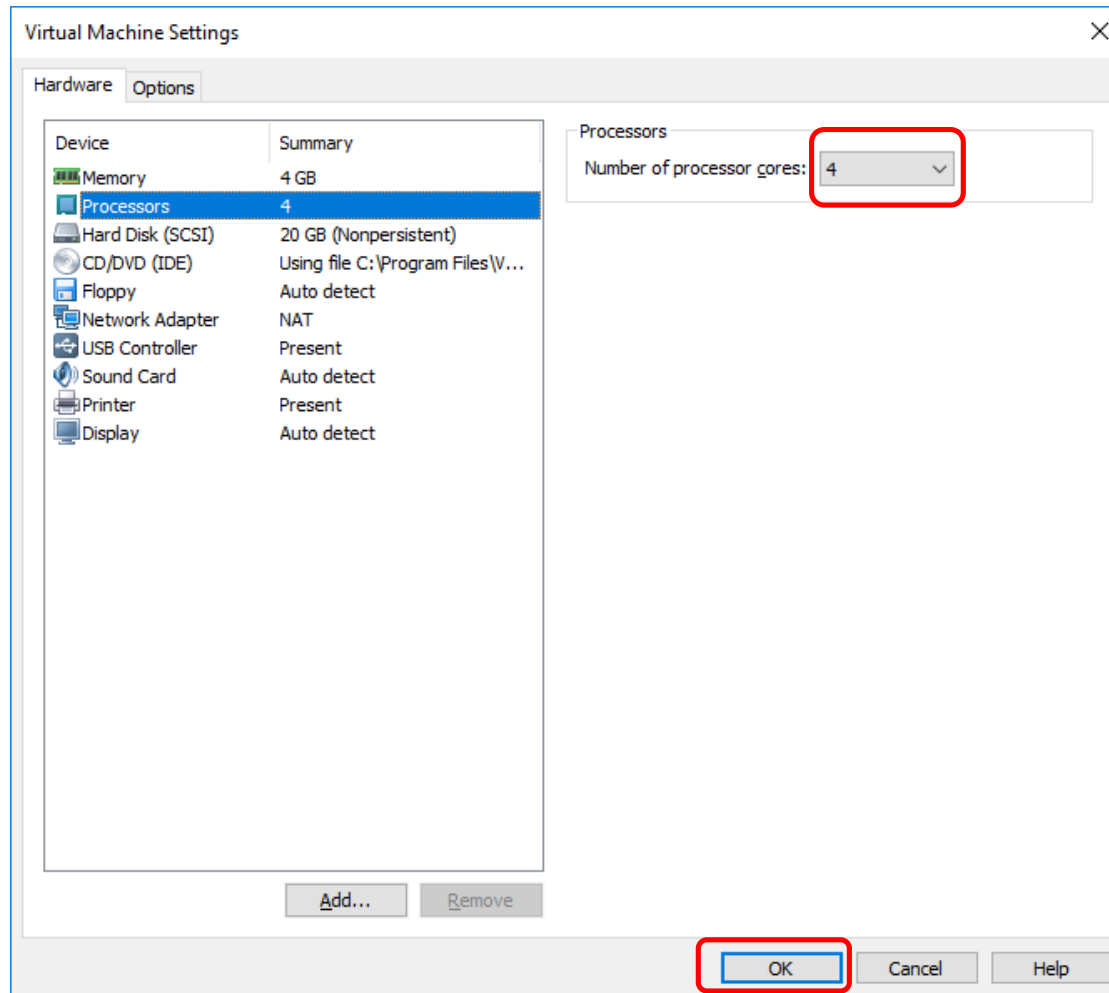 Virtual Machine Settings
Hardware Options
Device Summary
Memory 4 GB
Processors 4
Hard Disk (SCSI) 20 GB (Nonpersistent)
CD/DVD (IDE) Using file C:\Program Files\V...
Floppy Auto detect
Network Adapter NAT
USB Controller Present
Sound Card Auto detect
Printer Present
Display Auto detect
Processors
Number of processor cores: 4
Add... Remove
OK Cancel Help